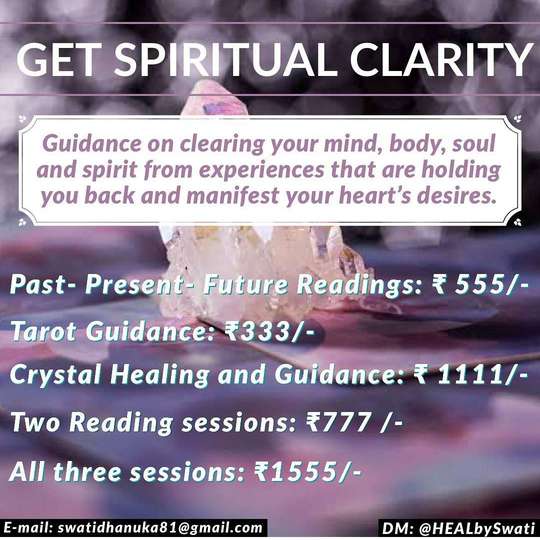 GET SPIRITUAL CLARITY
Guidance on clearing your mind, body, soul
and spirit from experiences that are holding
you back and manifest your heart's desires.
Past- Present- Future Readings: ₹ 555/-
Tarot Guidance: ₹333/-
Crystal Healing and Guidance: ₹ 1111/-
Two Reading sessions: ₹777 /-
All three sessions: ₹1555/-
E-mail: swatidhanuka81@gmail.com
DM: @HEALbySwati